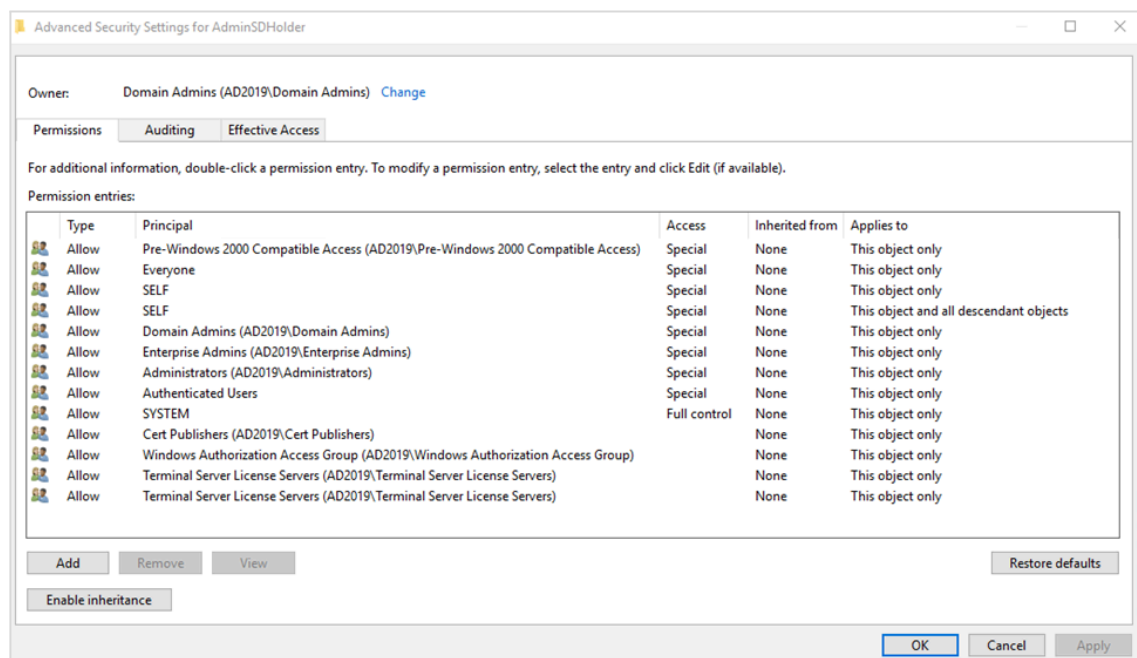 Advanced Security Settings for AdminSDHolder
Owner: Domain Admins (AD2019\Domain Admins) Change
Permissions Auditing Effective Access
For additional information, double-click a permission entry. To modify a permission entry, select the entry and click Edit (if available).
Permission entries:
Type Principal Access Inherited from Applies to
Allow Pre-Windows 2000 Compatible Access (AD2019\Pre-Windows 2000 Compatible Access) Special None This object only
Allow Everyone Special None This object only
Allow SELF Special None This object only
Allow SELF Special None This object and all descendant objects
Allow Domain Admins (AD2019\Domain Admins) Special None This object only
Allow Enterprise Admins (AD2019\Enterprise Admins) Special None This object only
Allow Administrators (AD2019\Administrators) Special None This object only
Allow Authenticated Users Special None This object only
Allow SYSTEM Full control None This object only
Allow Cert Publishers (AD2019\Cert Publishers) None This object only
Allow Windows Authorization Access Group (AD2019\Windows Authorization Access Group) None This object only
Allow Terminal Server License Servers (AD2019\Terminal Server License Servers) None This object only
Allow Terminal Server License Servers (AD2019\Terminal Server License Servers) None This object only
Add Remove View Restore defaults
Enable inheritance
OK Cancel Apply